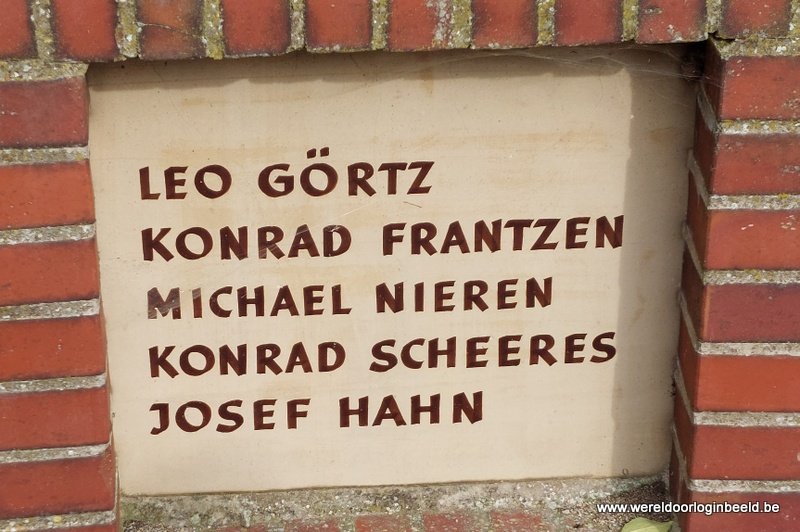 LEO GÖRTZ
KONRAD FRANTZEN
MICHAEL NIEREN
KONRAD SCHEERES
JOSEF HAHN
www.wereldoorloginbeeld.be